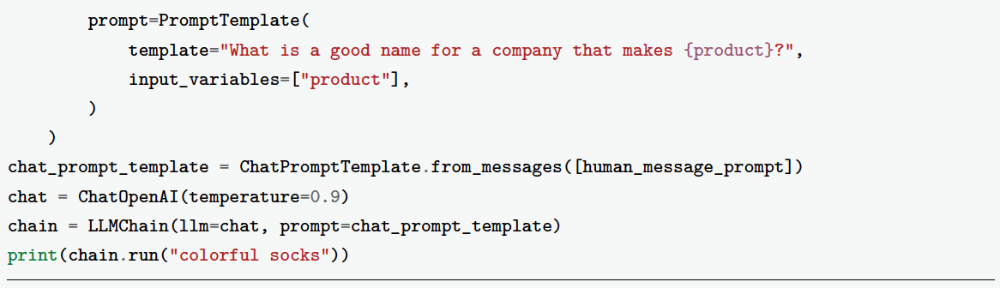 prompt=PromptTemplate(
            template="What is a good name for a company that makes {product}?",
            input_variables=["product"],
        )
    )
chat_prompt_template = ChatPromptTemplate.from_messages([human_message_prompt])
chat = ChatOpenAI(temperature=0.9)
chain = LLMChain(llm=chat, prompt=chat_prompt_template)
print(chain.run("colorful socks"))